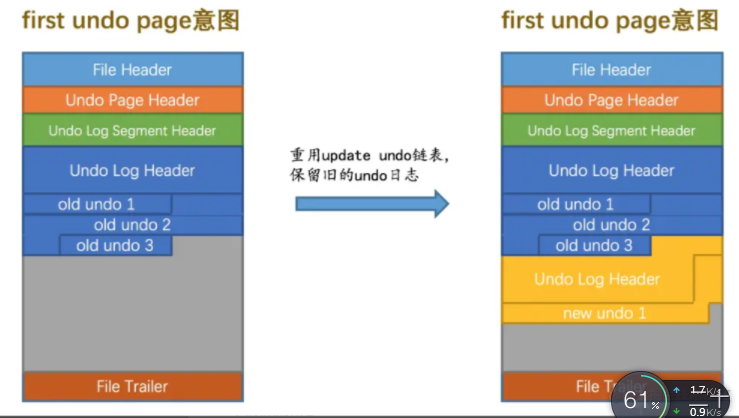 first undo page意图
File Header
Undo Page Header
Undo Log Segment Header
Undo Log Header
old undo 1
old undo 2
old undo 3
File Trailer
重用update undo链表，
保留旧的undo日志
first undo page意图
File Header
Undo Page Header
Undo Log Segment Header
Undo Log Header
old undo 1
old undo 2
old undo 3
Undo Log Header
new undo 1
File
61%
1.7K/s
0.9K/s